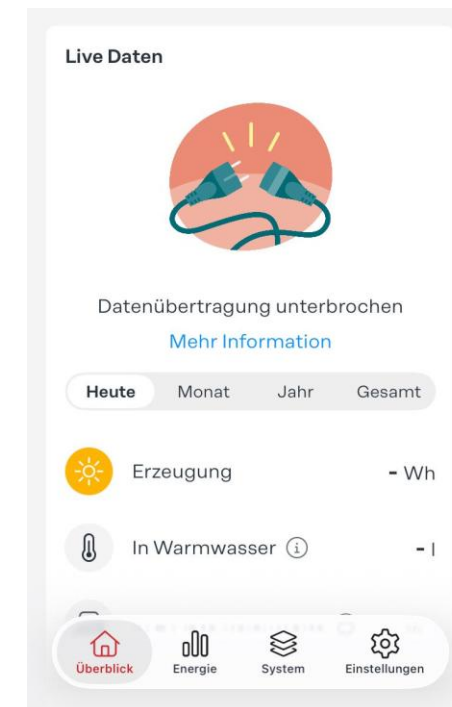 Live Daten
Datenübertragung unterbrochen
Mehr Information
Heute Monat Jahr Gesamt
Erzeugung - Wh
In Warmwasser - l
Überblick Energie System Einstellungen